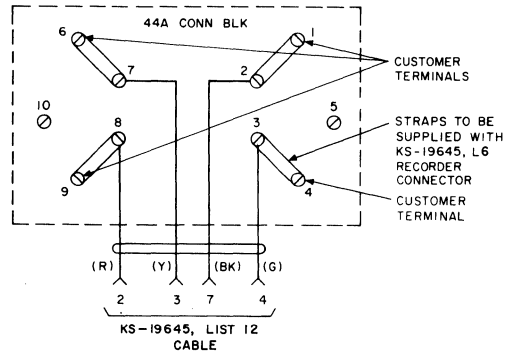 44A CONN BLK
6
1
7
2
CUSTOMER
TERMINALS
10
5
8
3
STRAPS TO BE
SUPPLIED WITH
KS-19645, L6
RECORDER
CONNECTOR
9
4
CUSTOMER
TERMINAL
(R) (Y) (BK) (G)
2 3 7 4
KS-19645, LIST 12
CABLE